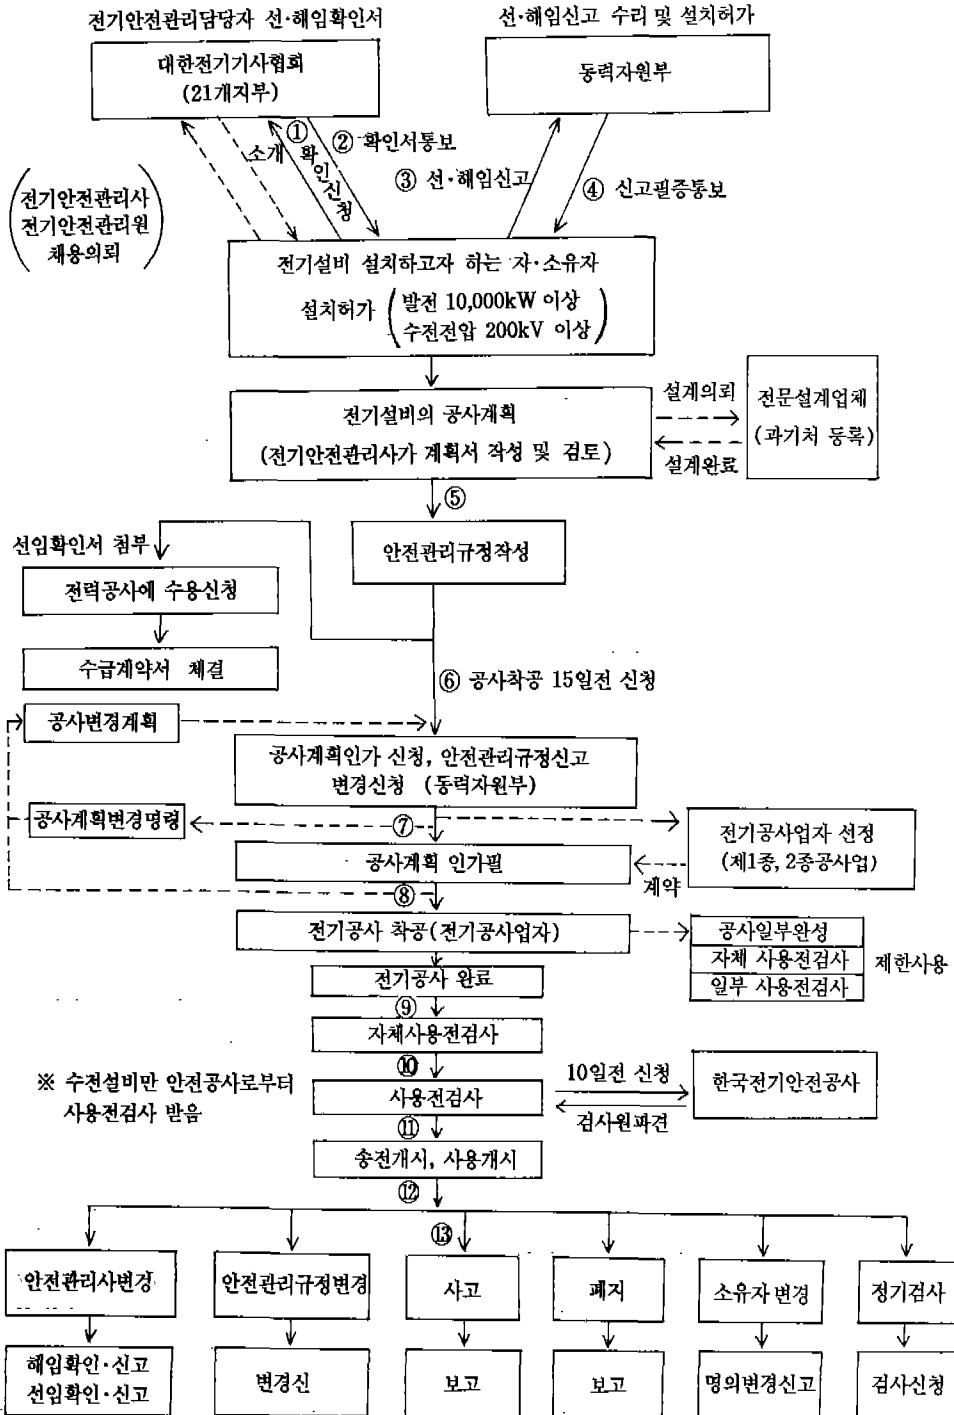 전기안전관리담당자 선·해임확인서
선·해임신고 수리 및 설치허가
대한전기기사협회
(21개지부)
동력자원부
①
소개
확인신청
② 확인서통보
③ 선·해임신고
④ 신고필증통보
전기안전관리사
전기안전관리원
채용의뢰
전기설비 설치하고자 하는 자·소유자
설치허가
발전 10,000kW 이상
수전전압 200kV 이상
전기설비의 공사계획
(전기안전관리사가 계획서 작성 및 검토)
설계의뢰
설계완료
전문설계업체
(과기처 등록)
⑤
선임확인서 첨부
안전관리규정작성
전력공사에 수용신청
수급계약서 체결
⑥ 공사착공 15일전 신청
공사변경계획
공사계획인가 신청, 안전관리규정신고
변경신청 (동력자원부)
공사계획변경명령
⑦
전기공사업자 선정
(제1종, 2종공사업)
공사계획 인가필
계약
⑧
전기공사 착공(전기공사업자)
공사일부완성
자체 사용전검사
일부 사용전검사
제한사용
전기공사 완료
⑨
자체사용전검사
⑩
※ 수전설비만 안전공사로부터
사용전검사 받음
사용전검사
10일전 신청
검사원파견
한국전기안전공사
⑪
송전개시, 사용개시
⑫
⑬
안전관리사변경
안전관리규정변경
사고
폐지
소유자 변경
정기검사
해임확인·신고
선임확인·신고
변경신
보고
보고
명의변경신고
검사신청